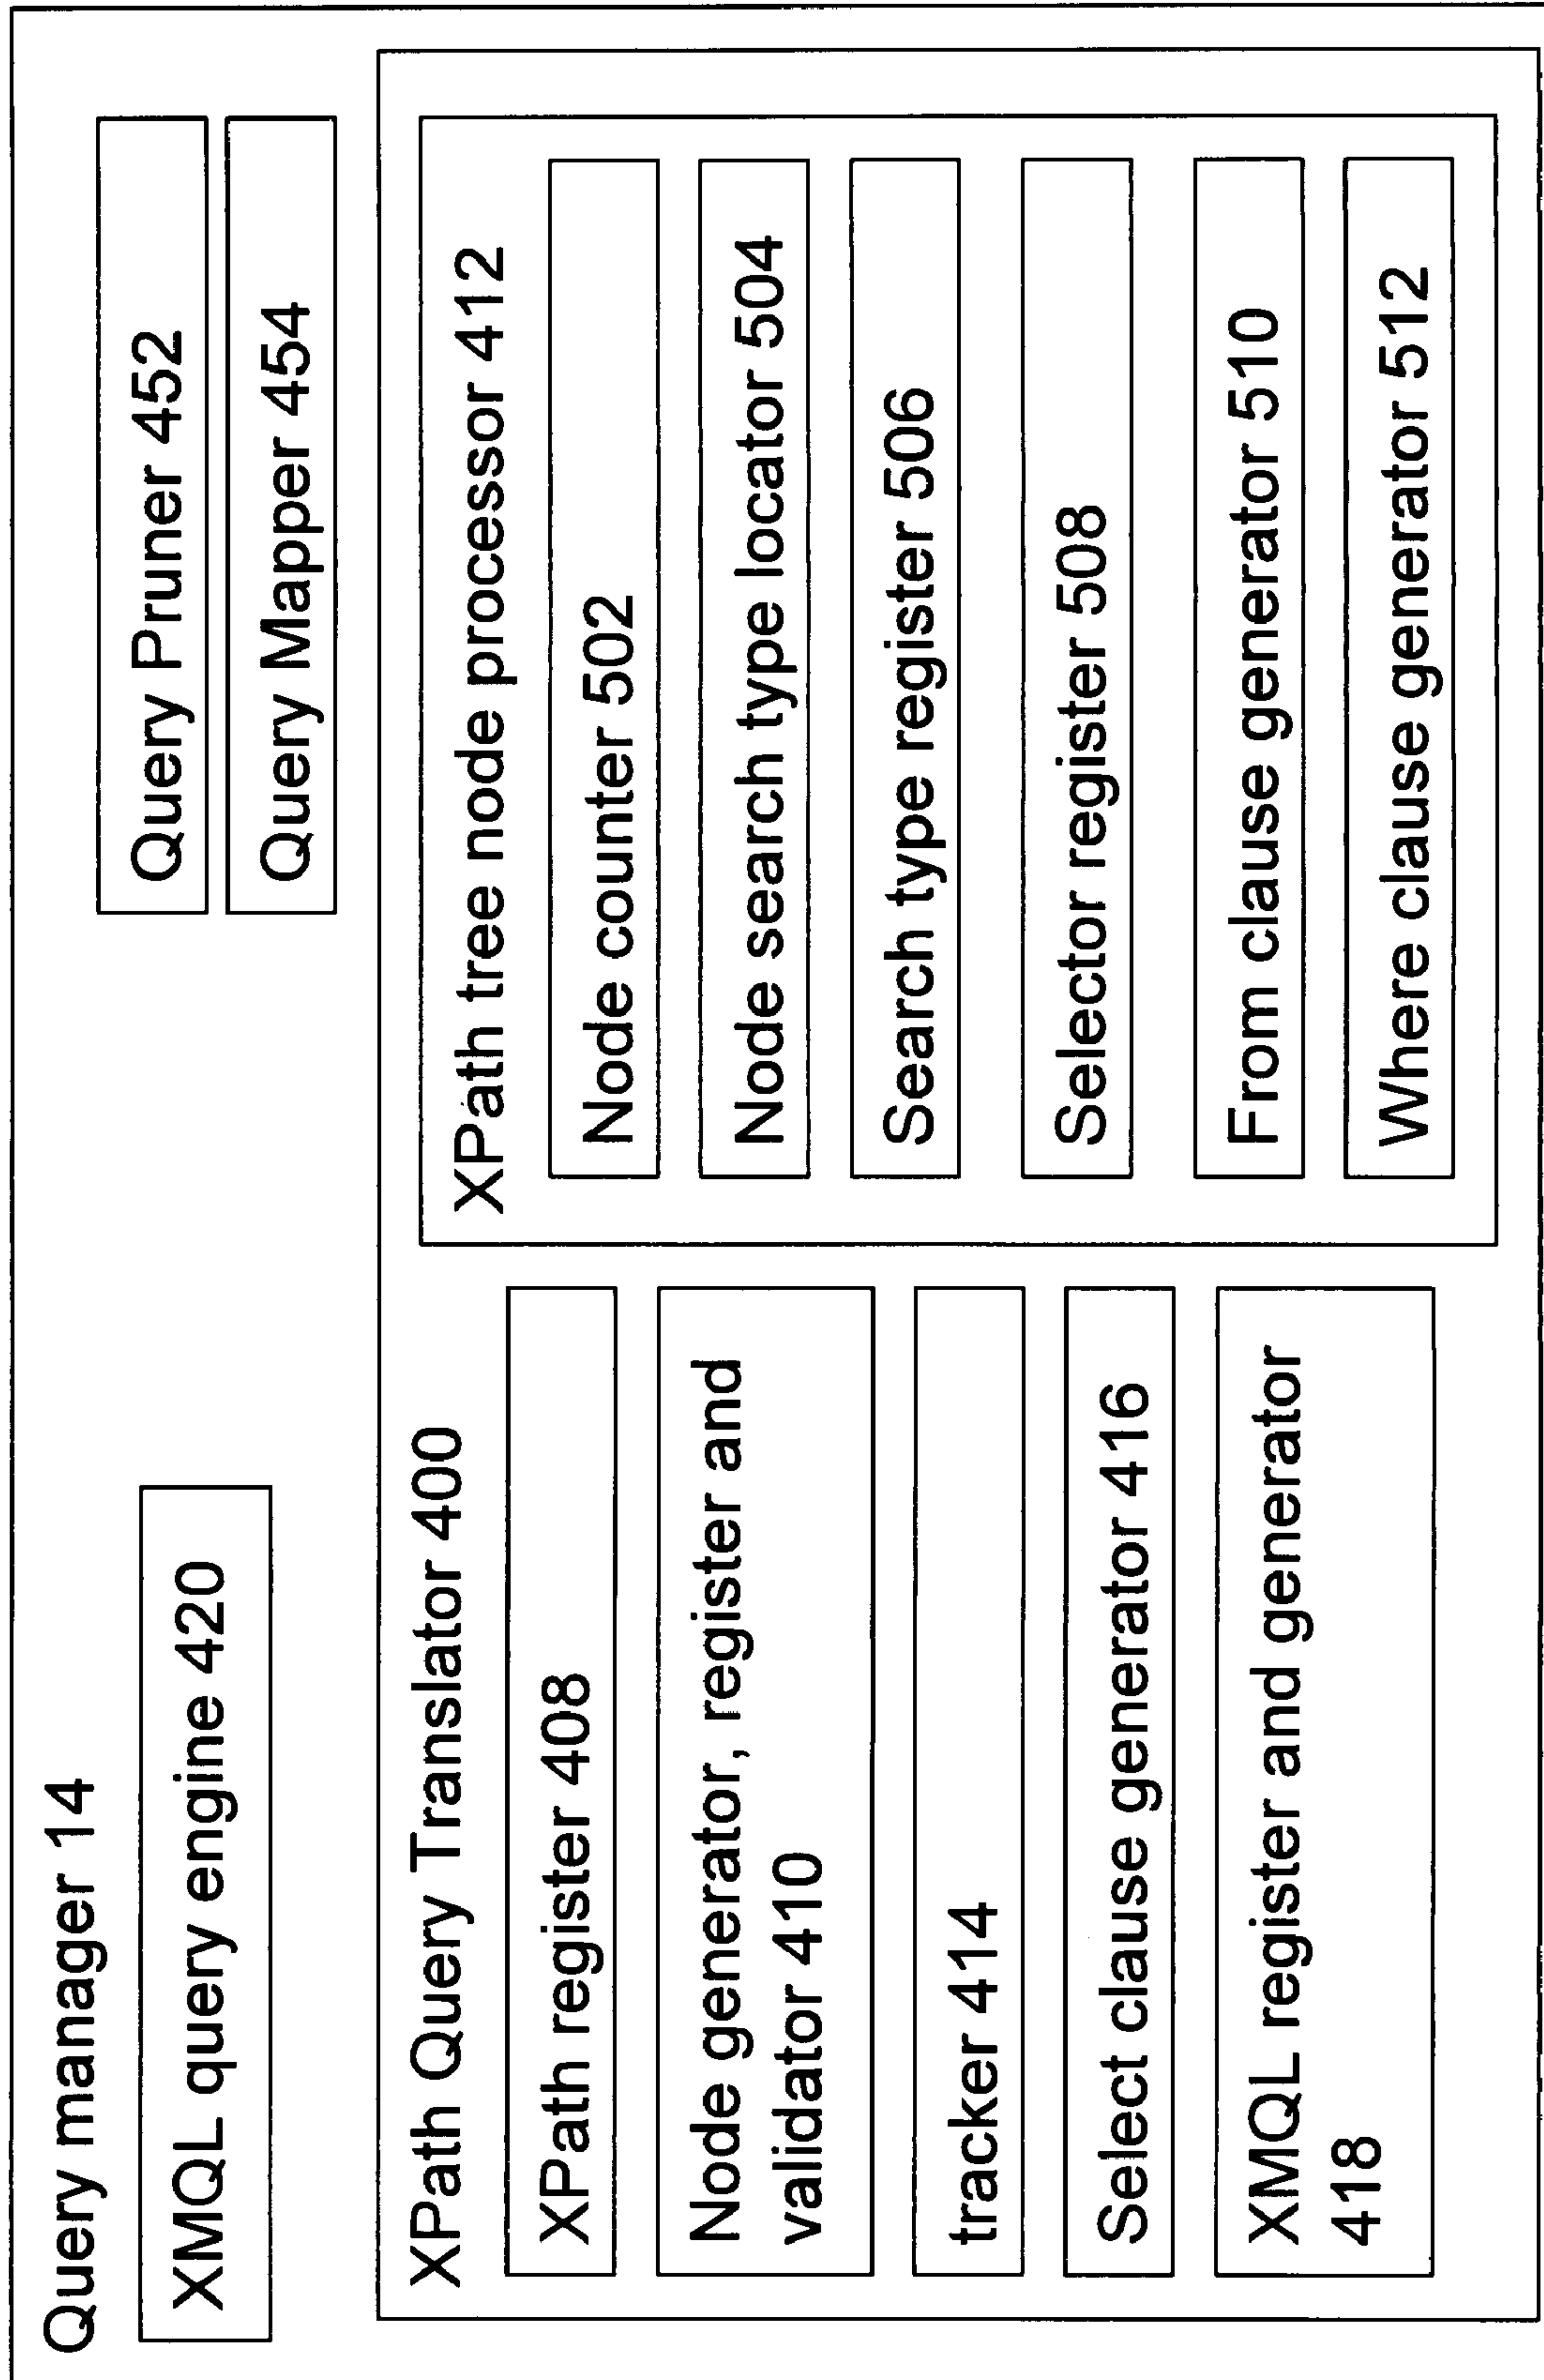 Query manager 14
XMQL query engine 420
Query Pruner 452
Query Mapper 454
XPath Query Translator 400
XPath register 408
Node generator, register and
validator 410
tracker 414
Select clause generator 416
XMQL register and generator
418
XPath tree node processor 412
Node counter 502
Node search type locator 504
Search type register 506
Selector register 508
From clause generator 510
Where clause generator 512